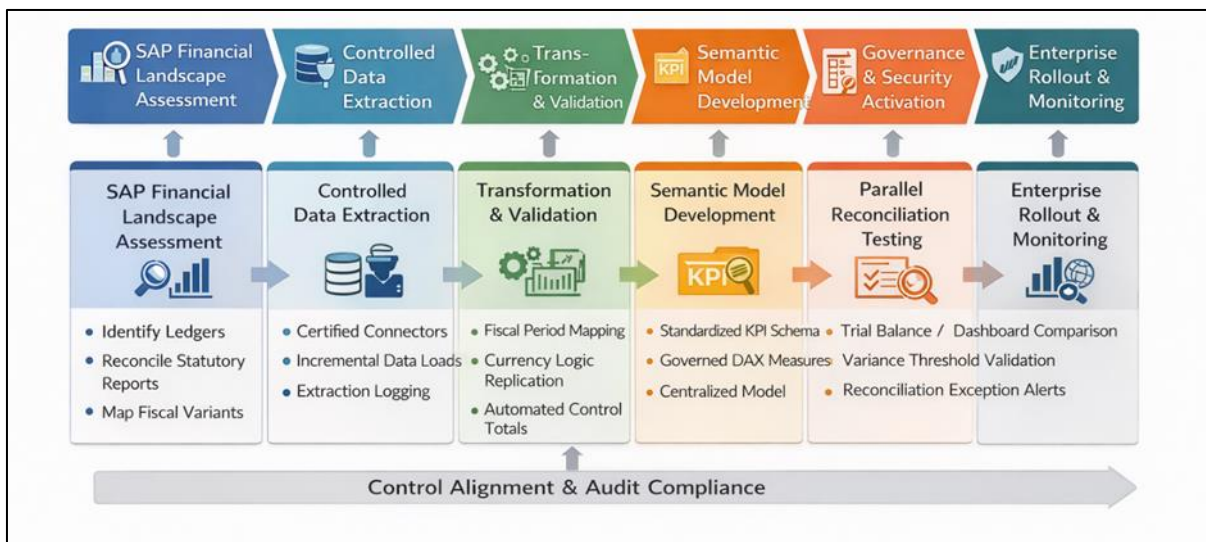 SAP Financial
Landscape
Assessment
Controlled
Data
Extraction
Trans-
formation
& Validation
KPI
Semantic
Model
Development
Governance
& Security
Activation
Enterprise
Rollout &
Monitoring
SAP Financial
Landscape
Assessment
• Identify Ledgers
• Reconcile Statutory
Reports
• Map Fiscal Variants
Controlled
Data Extraction
• Certified Connectors
• Incremental Data Loads
• Extraction Logging
Transformation
& Validation
• Fiscal Period Mapping
• Currency Logic
Replication
• Automated Control
Totals
Semantic Model
Development
KPI
• Standardized KPI Schema
• Governed DAX Measures
• Centralized Model
Parallel
Reconciliation
Testing
• Trial Balance / Dashboard Comparison
• Variance Threshold Validation
• Reconciliation Exception Alerts
Enterprise
Rollout &
Monitoring
Control Alignment & Audit Compliance